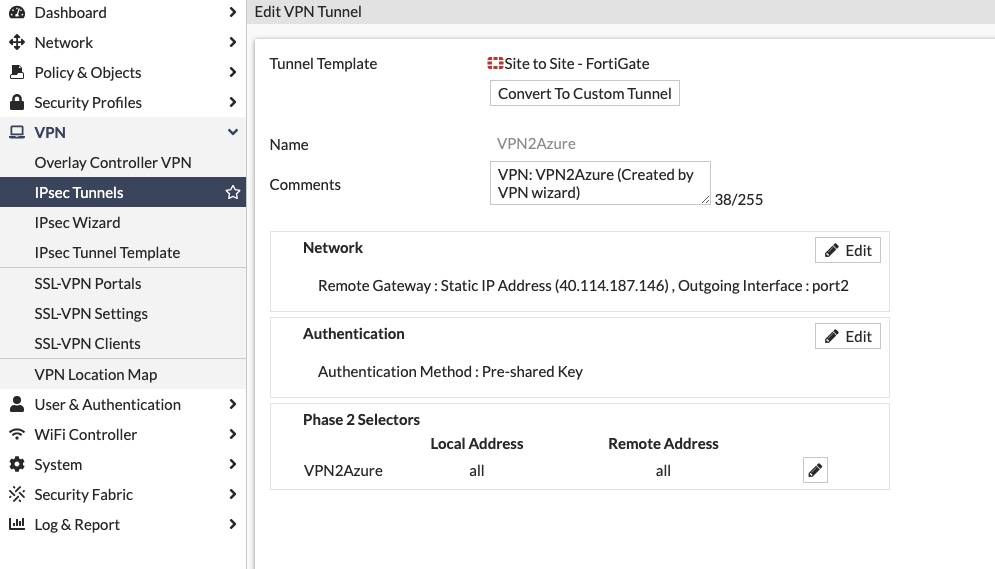 Dashboard
Network
Policy & Objects
Security Profiles
VPN
Overlay Controller VPN
IPsec Tunnels
IPsec Wizard
IPsec Tunnel Template
SSL-VPN Portals
SSL-VPN Settings
SSL-VPN Clients
VPN Location Map
User & Authentication
WiFi Controller
System
Security Fabric
Log & Report
Edit VPN Tunnel
Tunnel Template Site to Site - FortiGate
Convert To Custom Tunnel
Name VPN2Azure
Comments VPN: VPN2Azure (Created by
VPN wizard)
38/255
Network Edit
Remote Gateway : Static IP Address (40.114.187.146) , Outgoing Interface : port2
Authentication Edit
Authentication Method : Pre-shared Key
Phase 2 Selectors
Local Address Remote Address
VPN2Azure all all